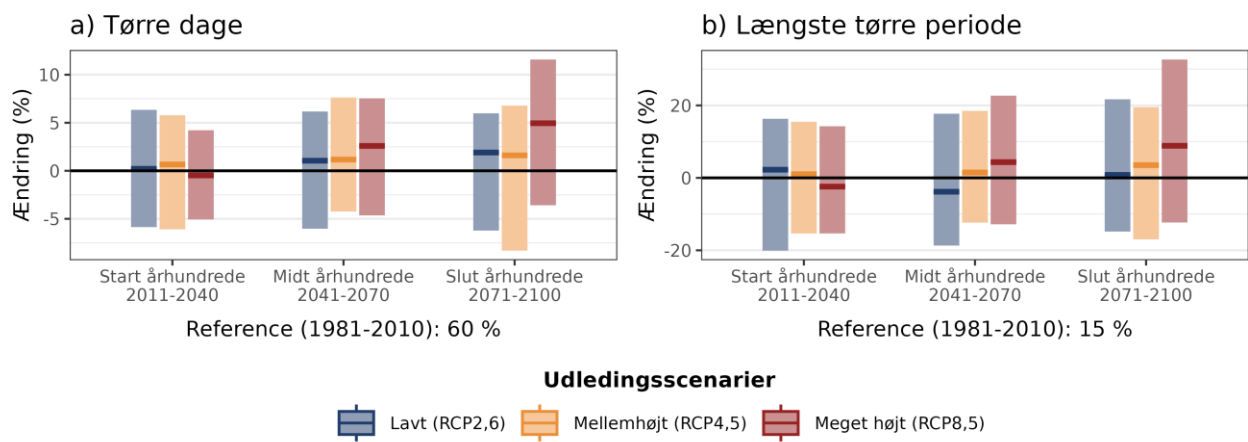 a) Tørre dage
Ændring (%)
10
5
0
-5
Start århundrede
2011-2040
Midt århundrede
2041-2070
Slut århundrede
2071-2100
Reference (1981-2010): 60 %
b) Længste tørre periode
Ændring (%)
20
0
-20
Start århundrede
2011-2040
Midt århundrede
2041-2070
Slut århundrede
2071-2100
Reference (1981-2010): 15 %
Udledingsscenarier
Lavt (RCP2,6)
Mellemhøjt (RCP4,5)
Meget højt (RCP8,5)